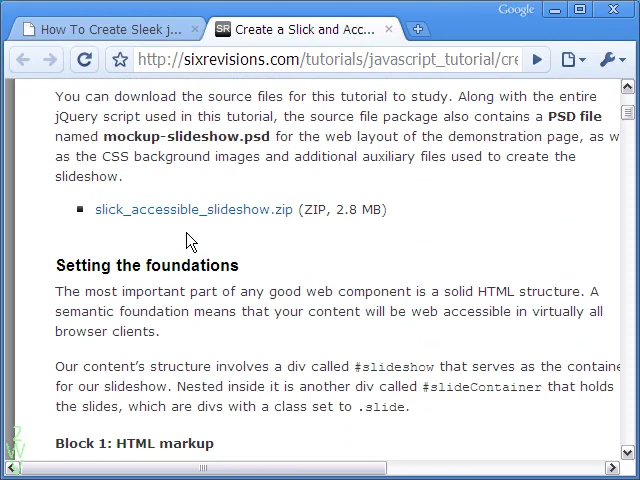 Google
How To Create Sleek j...
SR Create a Slick and Acc...
http://sixrevisions.com/tutorials/javascript_tutorial/cre
You can download the source files for this tutorial to study. Along with the entire
jQuery script used in this tutorial, the source file package also contains a PSD file
named mockup-slideshow.psd for the web layout of the demonstration page, as w
as the CSS background images and additional auxiliary files used to create the
slideshow.
slick_accessible_slideshow.zip (ZIP, 2.8 MB)
Setting the foundations
The most important part of any good web component is a solid HTML structure. A
semantic foundation means that your content will be web accessible in virtually all
browser clients.
Our content's structure involves a div called #slideshow that serves as the containe
for our slideshow. Nested inside it is another div called #slideContainer that holds
the slides, which are divs with a class set to .slide.
Block 1: HTML markup